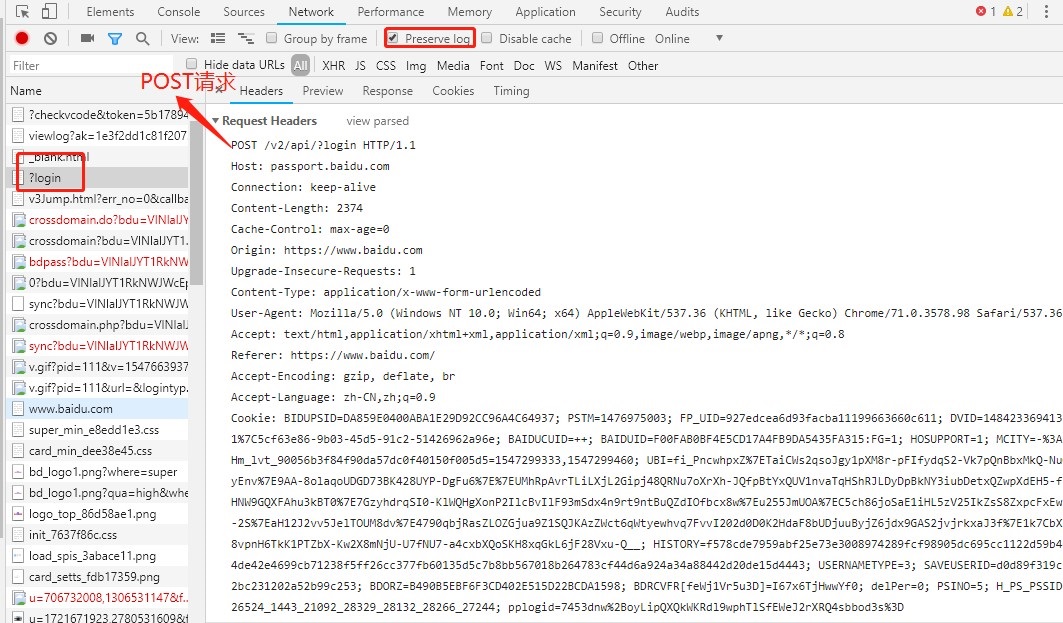 Elements Console Sources Network Performance Memory Application Security Audits 1 2
View: Group by frame Preserve log Disable cache Offline Online
Filter Hide data URLs All XHR JS CSS Img Media Font Doc WS Manifest Other
POST请求
Name Headers Preview Response Cookies Timing
?checkvcode&token=5b17894
viewlog?ak=1e3f2dd1c81f207
_blank.html
?login
v3Jump.html?err_no=0&callba
crossdomain.do?bdu=VlNlalJY
crossdomain?bdu=VlNlalJYT1.
bdpass?bdu=VlNlalJYT1RkNWJW
0?bdu=VlNlalJYT1RkNWJWcEp
sync?bdu=VlNlalJYT1RkNWJWc
crossdomain.php?bdu=VlNlalJ
sync?bdu=VlNlalJYT1RkNWJW
v.gif?pid=111&v=1547663937
v.gif?pid=111&url=&logintyp.
www.baidu.com
super_min_e8edd1e3.css
card_min_dee38e45.css
bd_logo1.png?where=super
bd_logo1.png?qua=high&whe
logo_top_86d58ae1.png
init_7637f86c.css
load_spis_3abace11.png
card_setts_fdb17359.png
u=706732008,1306531147&f..
u=1721671923,2780531609&f
Request Headers view parsed
POST /v2/api/?login HTTP/1.1
Host: passport.baidu.com
Connection: keep-alive
Content-Length: 2374
Cache-Control: max-age=0
Origin: https://www.baidu.com
Upgrade-Insecure-Requests: 1
Content-Type: application/x-www-form-urlencoded
User-Agent: Mozilla/5.0 (Windows NT 10.0; Win64; x64) AppleWebKit/537.36 (KHTML, like Gecko) Chrome/71.0.3578.98 Safari/537.36
Accept: text/html,application/xhtml+xml,application/xml;q=0.9,image/webp,image/apng,*/*;q=0.8
Referer: https://www.baidu.com/
Accept-Encoding: gzip, deflate, br
Accept-Language: zh-CN,zh;q=0.9
Cookie: BIDUPSID=DA859E0400ABA1E29D92CC96A4C64937; PSTM=1476975003; FP_UID=927edcea6d93facba11199663660c611; DVID=148423369413
1%7C5cf63e86-9b03-45d5-91c2-51426962a96e; BAIDUCUID=++; BAIDUID=F00FAB0BF4E5CD17A4FB9DA5435FA315:FG=1; HOSUPPORT=1; MCITY=-%3A
Hm_lvt_90056b3f84f90da57dc0f40150f005d5=1547299333,1547299460; UBI=fi_PncwhpxZ%7ETaiCWs2qsoJgy1pXM8r-pFIfydqS2-Vk7pQnBbxMkQ-Nu
yEnv%7E9AA-8olaqoUDGD73BK428UYP-DgFu6%7E%7EUMhRpAvrTLiLXjL2Gipj48QRNu7oXrXh-JQfpBtYxQUV1nvaTqHShRJLDyDpBkNY3iubDetxQZwpXdEH5-f
HNW9GQXFAhu3kBT0%7E7GzyhdrqSI0-KlWQHgXonP2IlcBvIlF93mSdx4n9rt9ntBuQZdIOfbcx8w%7Eu255JmUOA%7EC5ch86joSaE1iHL5zV25IkZsS8ZxpcFxEw
-2S%7EaH12J2vv5JelTOUM8dv%7E4790qbjRasZLOZGjua9Z1SQJKAzZWct6qWtyewhvq7FvvI202d0D0K2HdaF8bUDjuuByjZ6jdx9GAS2jvjrkxaJ3f%7E1k7CbX
8vpnH6TkK1PTZbX-Kw2X8mNjU-U7fNU7-a4cxbXQoSKH8xqGkL6jF28Vxu-Q__; HISTORY=f578cde7959abf25e73e3008974289fcf98905dc695cc1122d59b4
4de42e4699cb71238f5ff26cc377fb60135d5c7b8bb567018b264783cf44d6a924a34a88442d20de15d4443; USERNAMETYPE=3; SAVEUSERID=d0d89f319c
2bc231202a52b99c253; BDORZ=B490B5EBF6F3CD402E515D22BCDA1598; BDRCVFR[feWj1Vr5u3D]=I67x6TjHwwYf0; delPer=0; PSINO=5; H_PS_PSSID
26524_1443_21092_28329_28132_28266_27244; pplogid=7453dnw%2BoyLipQXQkWKRdl9wphTlSfEWeJ2rXRQ4sbbod3s%3D